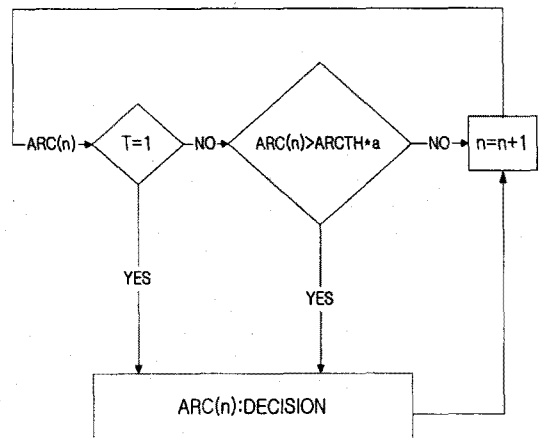 ARC(n)
T=1
NO
ARC(n)>ARCTH*a
NO
n=n+1
YES
YES
ARC(n):DECISION